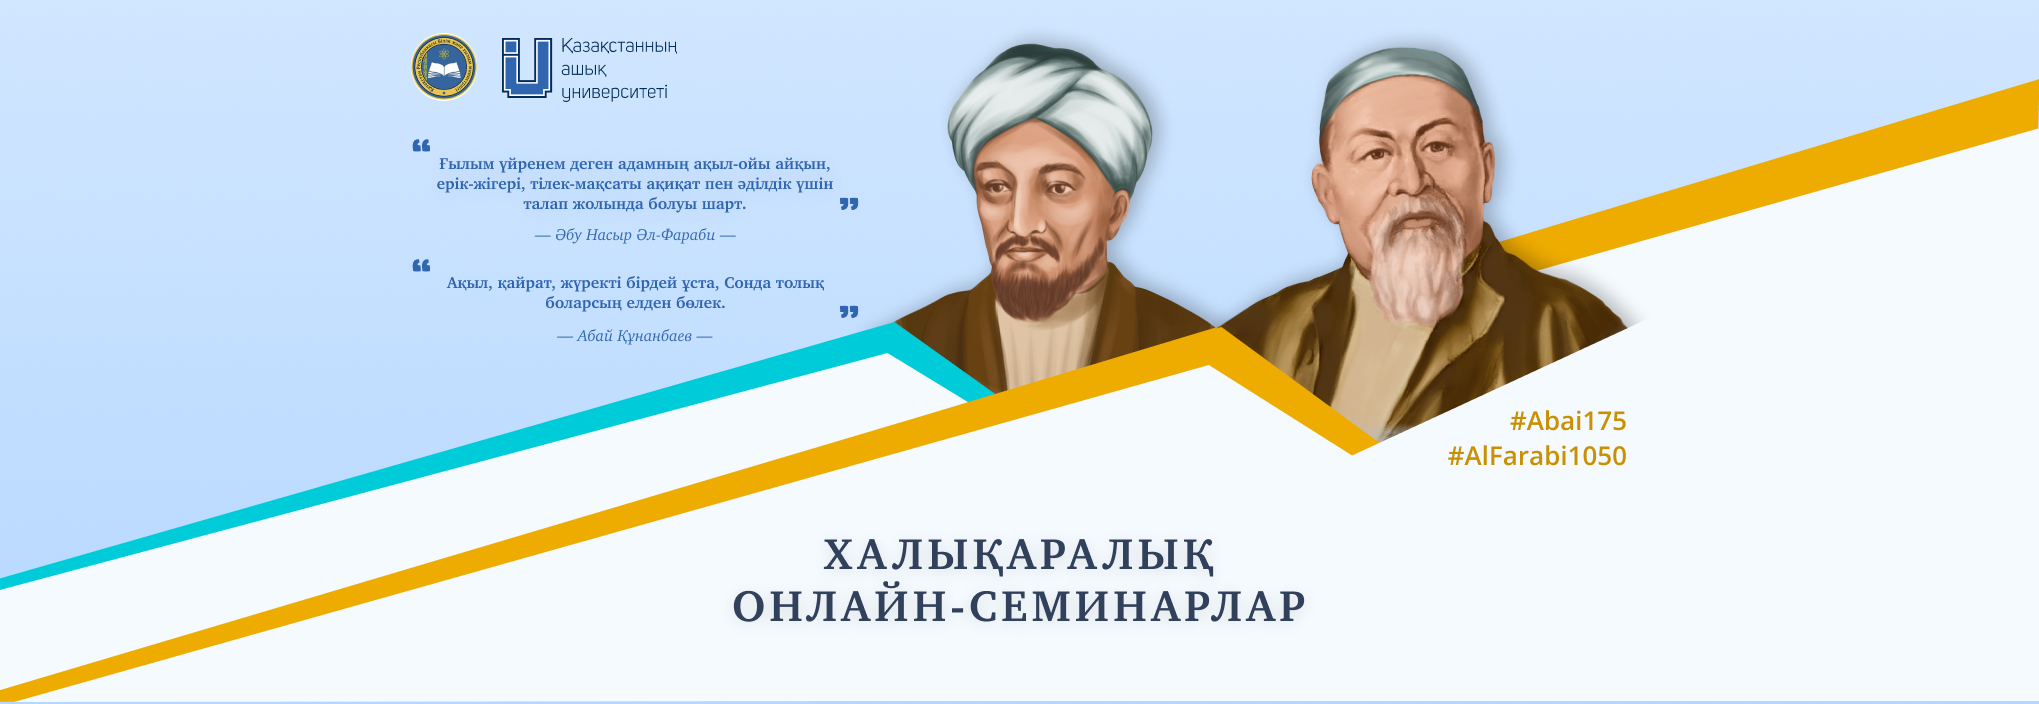 Қазақстанның
ашық
университеті
“
Ғылым үйренем деген адамның ақыл-ойы айқын,
ерік-жігері, тілек-мақсаты ақиқат пен әділдік үшін
талап жолында болуы шарт.
”
— Әбу Насыр Әл-Фараби —
“
Ақыл, қайрат, жүректі бірдей ұста, Сонда толық
боларсың елден бөлек.
”
— Абай Құнанбаев —
#Abai175
#AlFarabi1050
ХАЛЫҚАРАЛЫҚ
ОНЛАЙН-СЕМИНАРЛАР